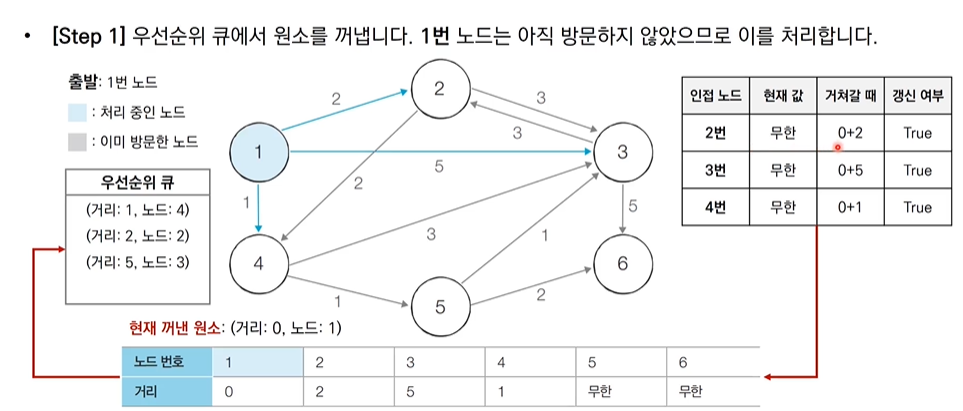 • [Step 1] 우선순위 큐에서 원소를 꺼냅니다. 1번 노드는 아직 방문하지 않았으므로 이를 처리합니다.
출발: 1번 노드
: 처리 중인 노드
: 이미 방문한 노드
우선순위 큐
(거리: 1, 노드: 4)
(거리: 2, 노드: 2)
(거리: 5, 노드: 3)
2
3
3
2
1
5
3
2
1
5
4
3
1
6
1
2
5
인접 노드 현재 값 거쳐갈 때 갱신 여부
2번 무한 0+2 True
3번 무한 0+5 True
4번 무한 0+1 True
현재 꺼낸 원소: (거리: 0, 노드: 1)
노드 번호 1 2 3 4 5 6
거리 0 2 5 1 무한 무한